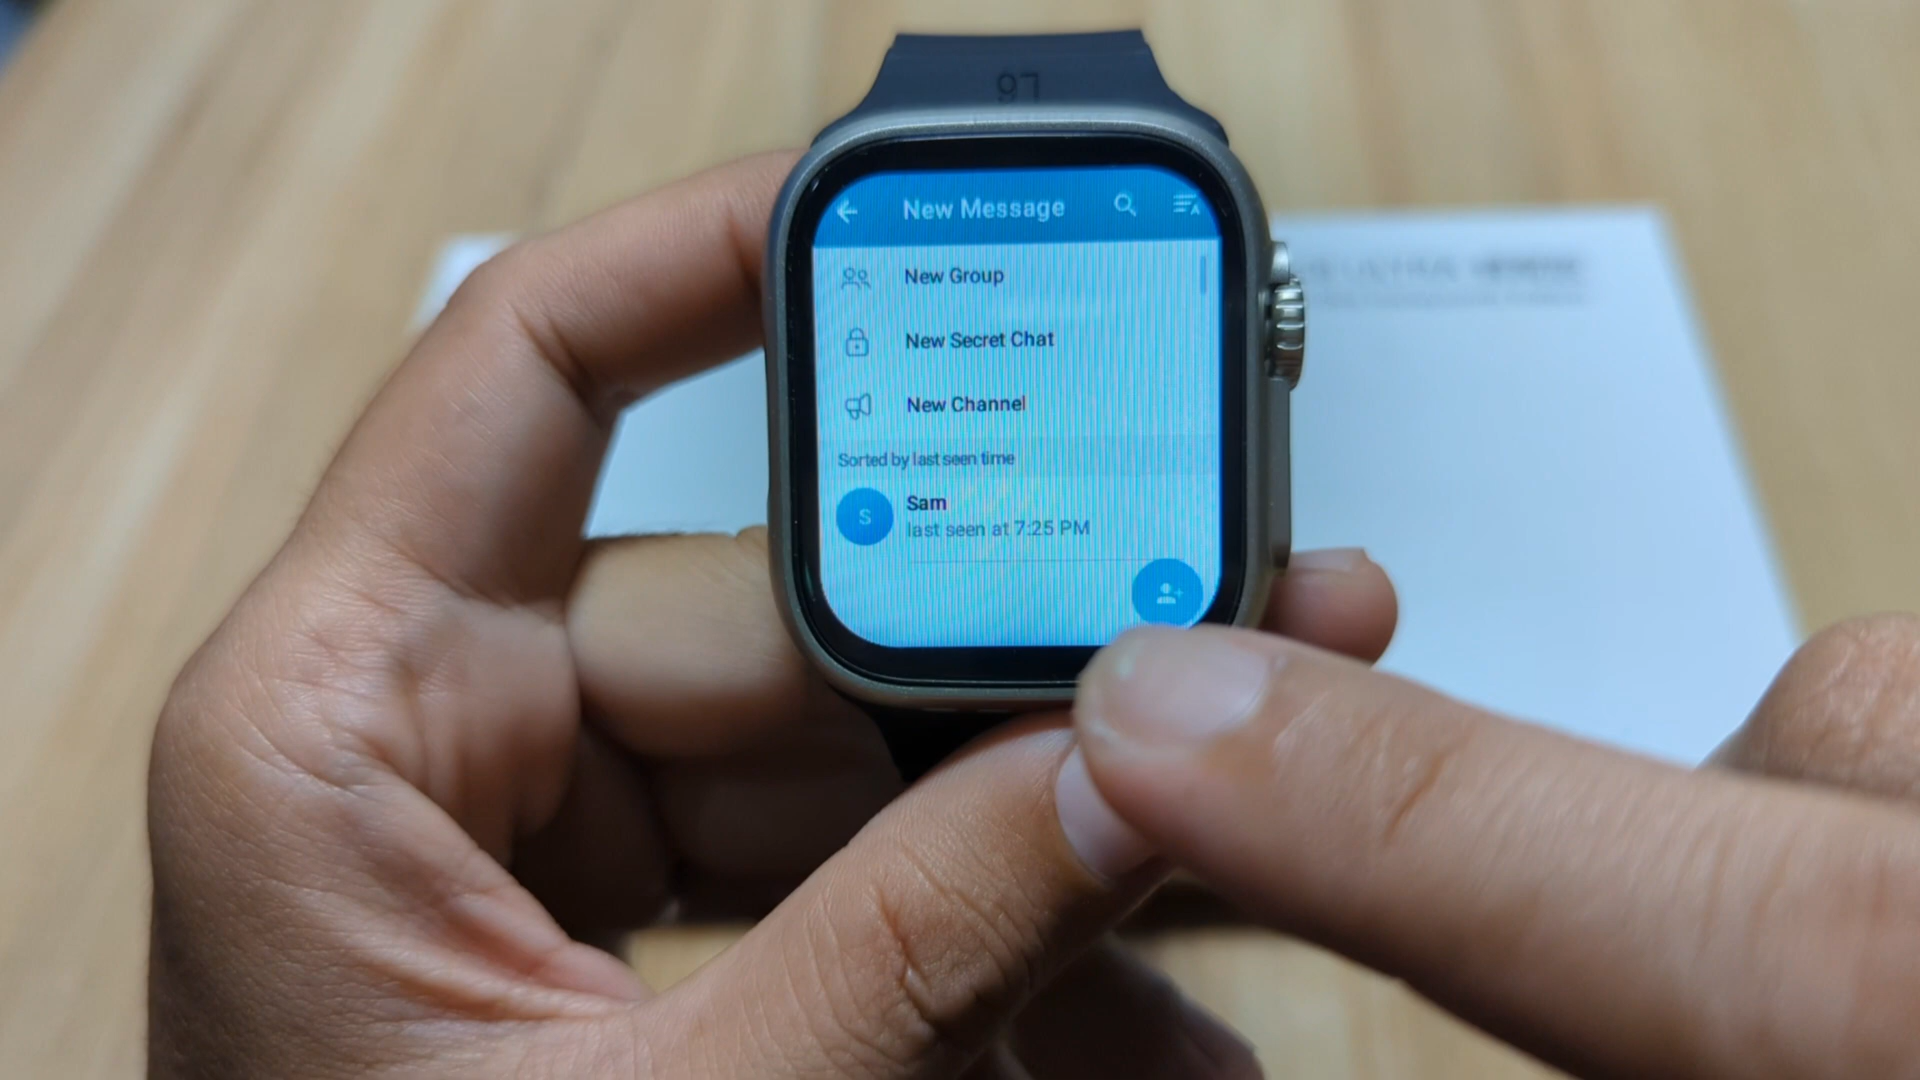 L6
New Message
New Group
New Secret Chat
New Channel
Sorted by last seen time
S
Sam
last seen at 7:25 PM